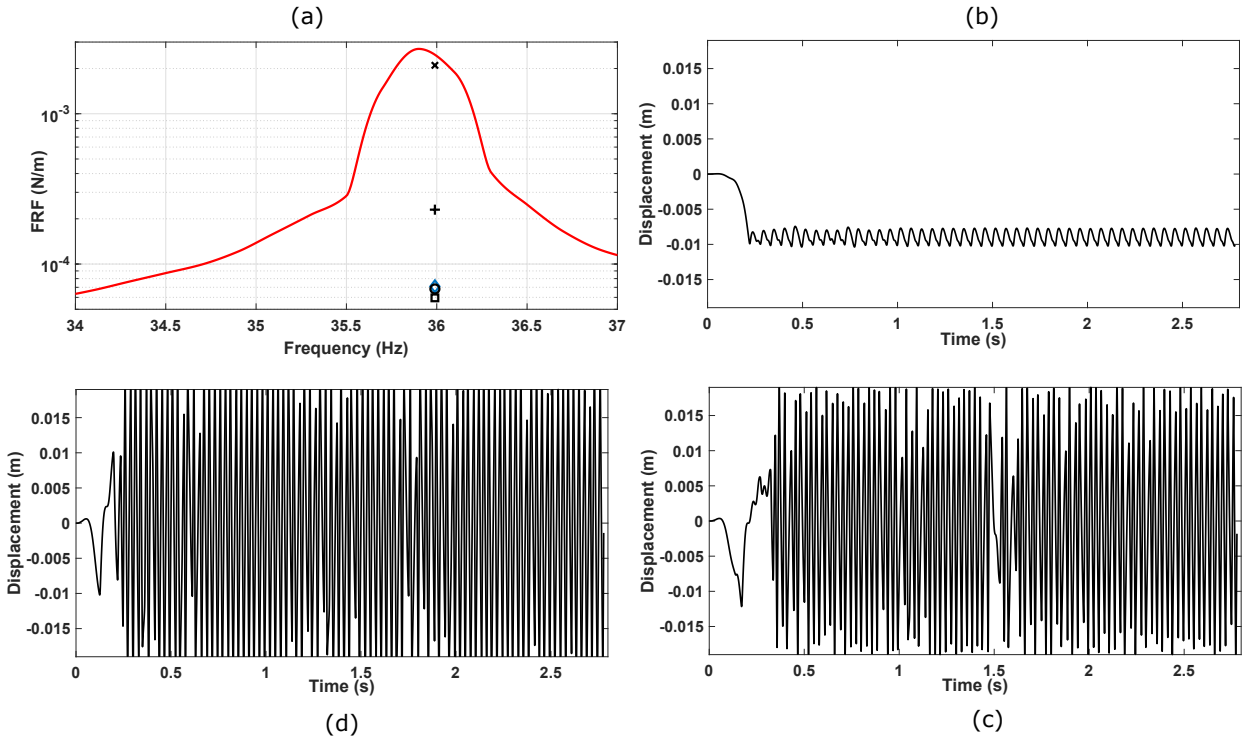 (a)
FRF (N/m)
10^-3
10^-4
34 34.5 35 35.5 36 36.5 37
Frequency (Hz)
(b)
Displacement (m)
0.015
0.01
0.005
0
-0.005
-0.01
-0.015
0 0.5 1 1.5 2 2.5
Time (s)
Displacement (m)
0.015
0.01
0.005
0
-0.005
-0.01
-0.015
0 0.5 1 1.5 2 2.5
Time (s)
(d)
Displacement (m)
0.015
0.01
0.005
0
-0.005
-0.01
-0.015
0 0.5 1 1.5 2 2.5
Time (s)
(c)